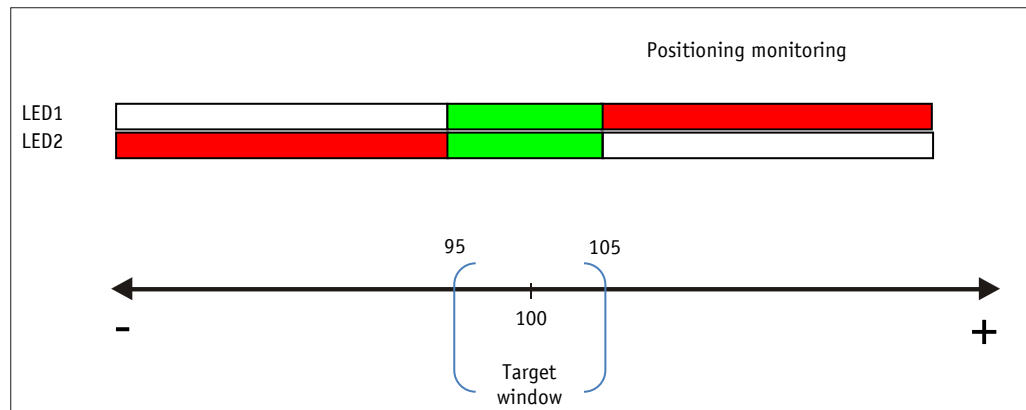 Positioning monitoring
LED1
LED2
95
105
100
-
+
Target
window